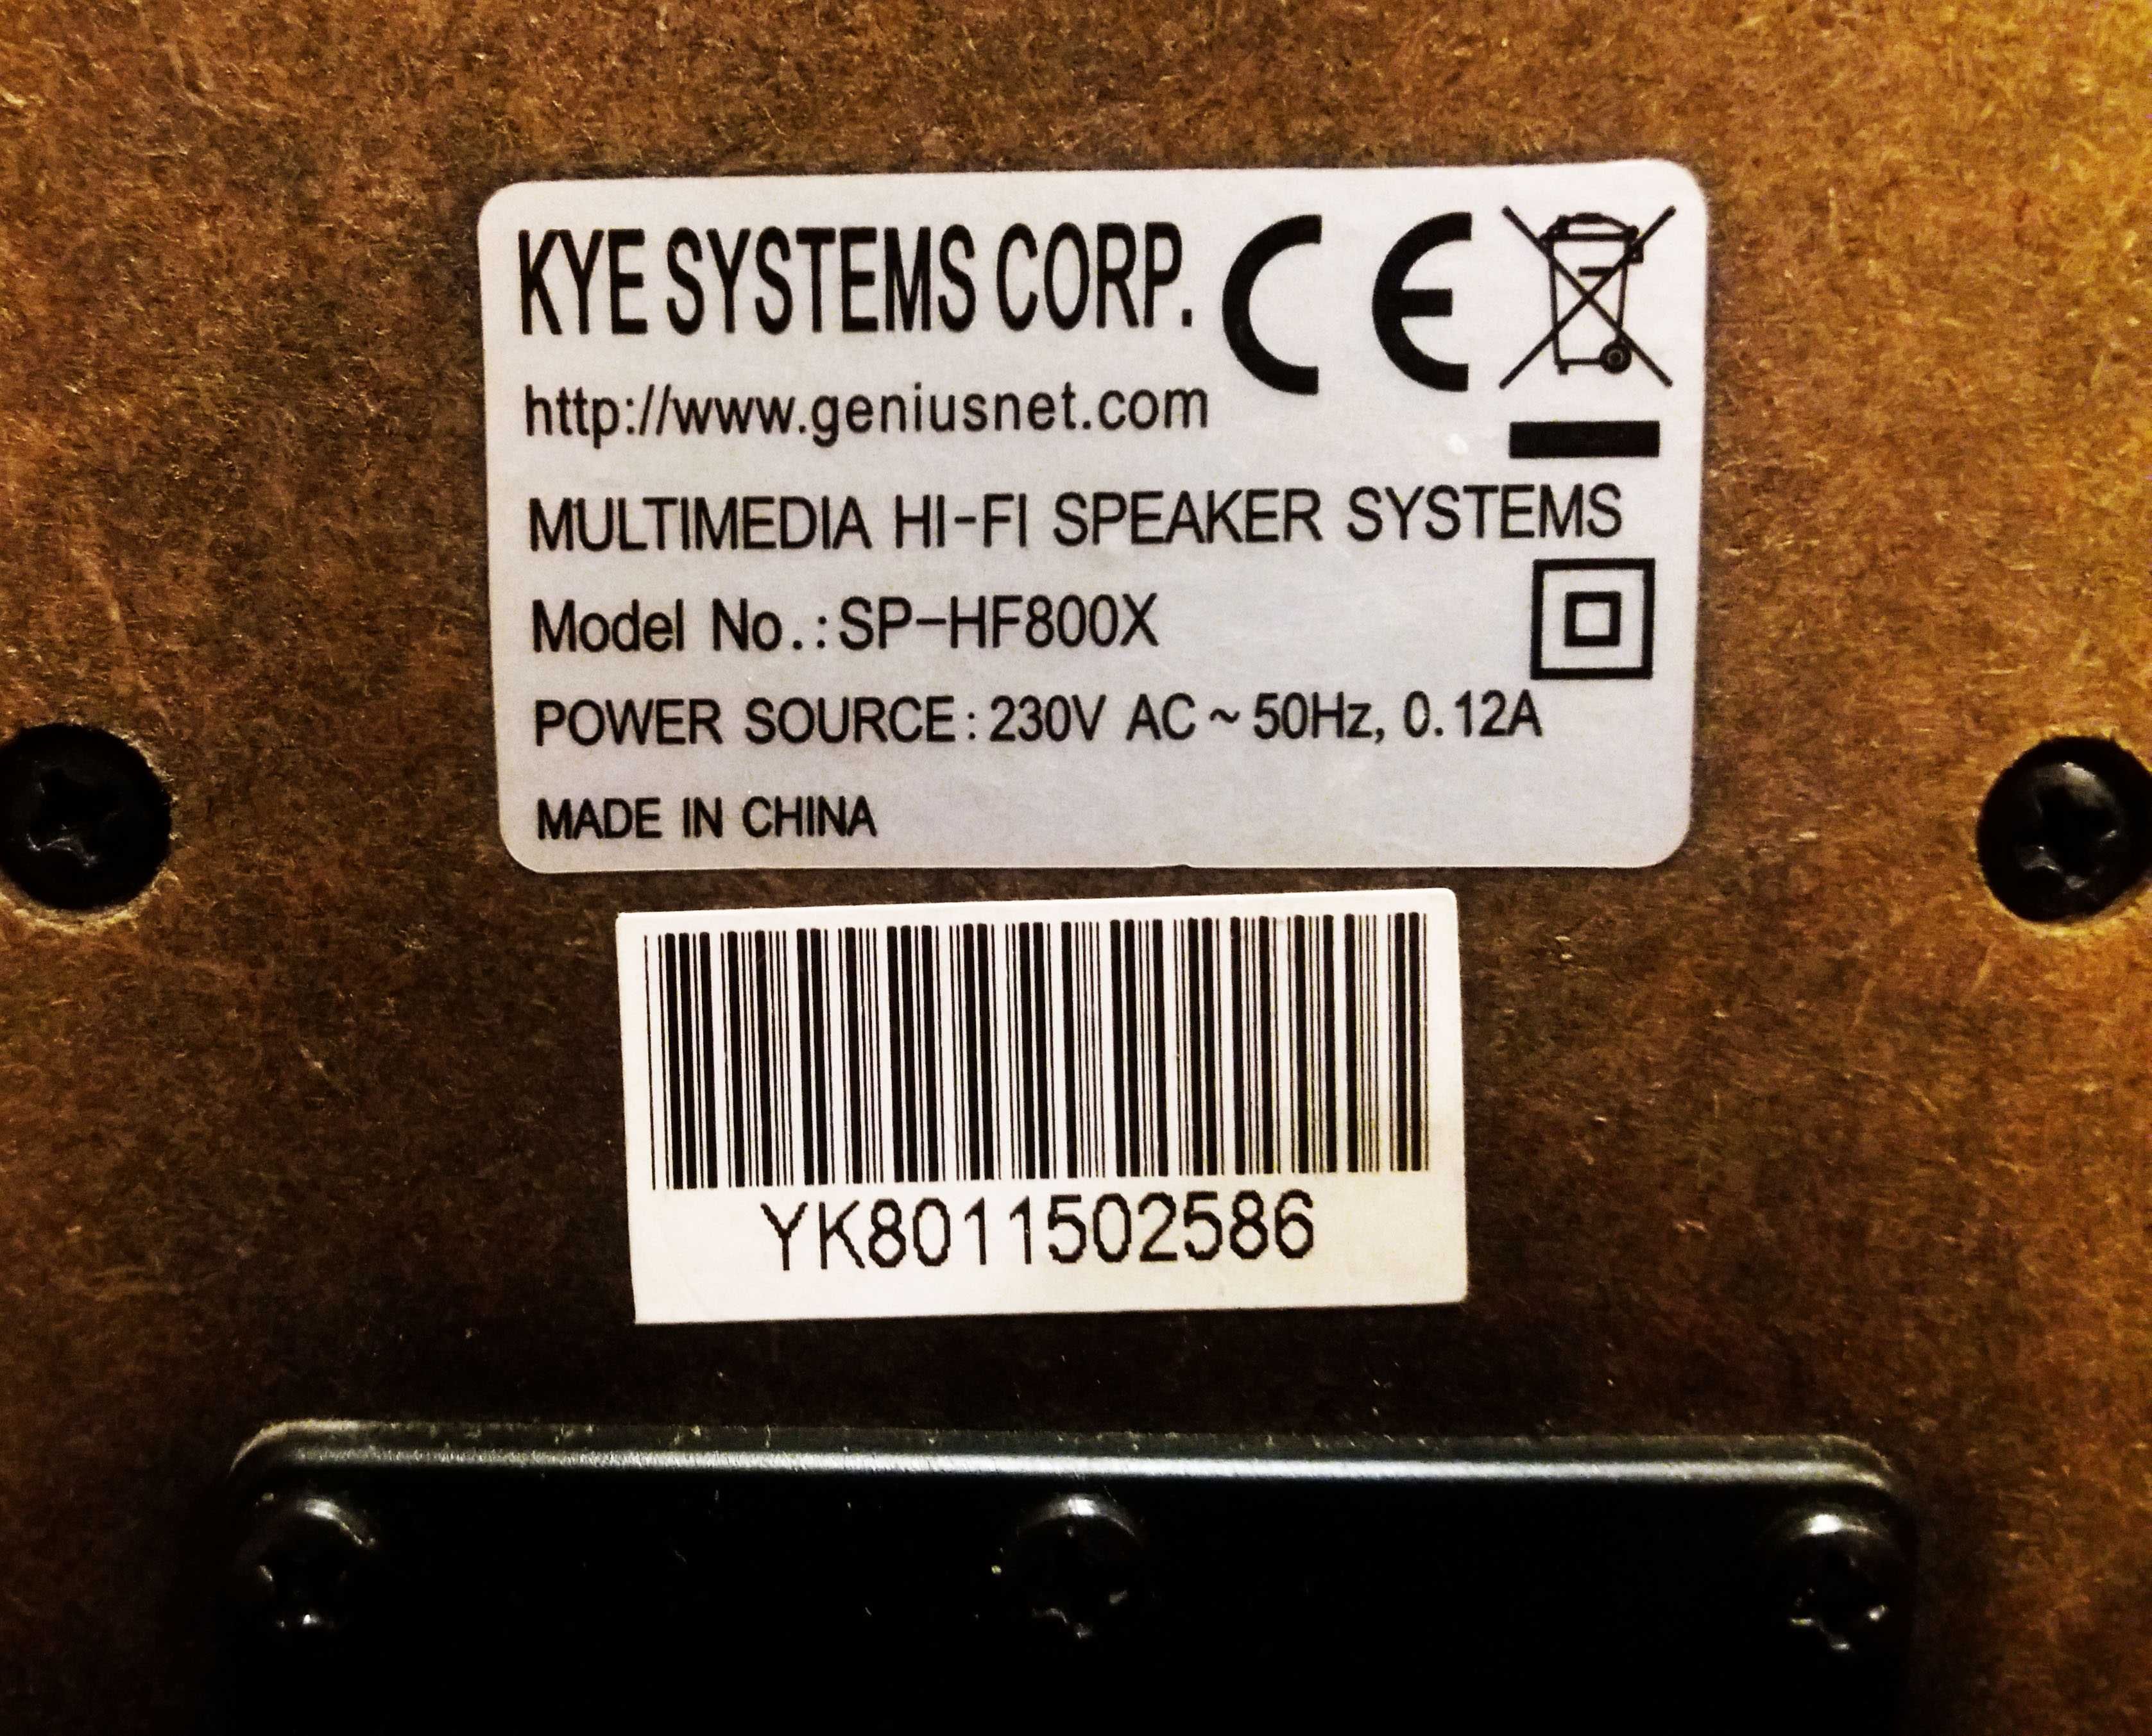 KYE SYSTEMS CORP. CE
http://www.geniusnet.com
MULTIMEDIA HI-FI SPEAKER SYSTEMS
Model No.:SP-HF800X
POWER SOURCE: 230V AC ~ 50Hz, 0.12A
MADE IN CHINA
YK8011502586